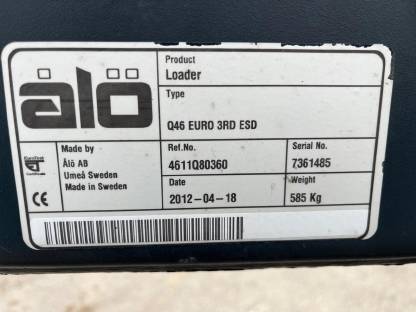 älö
Product
Loader
Type
Q46 EURO 3RD ESD
Made by
Älö AB
Umeå Sweden
Made in Sweden
Ref.No.
4611Q80360
Serial No.
7361485
Date
2012-04-18
Weight
585 Kg
CE